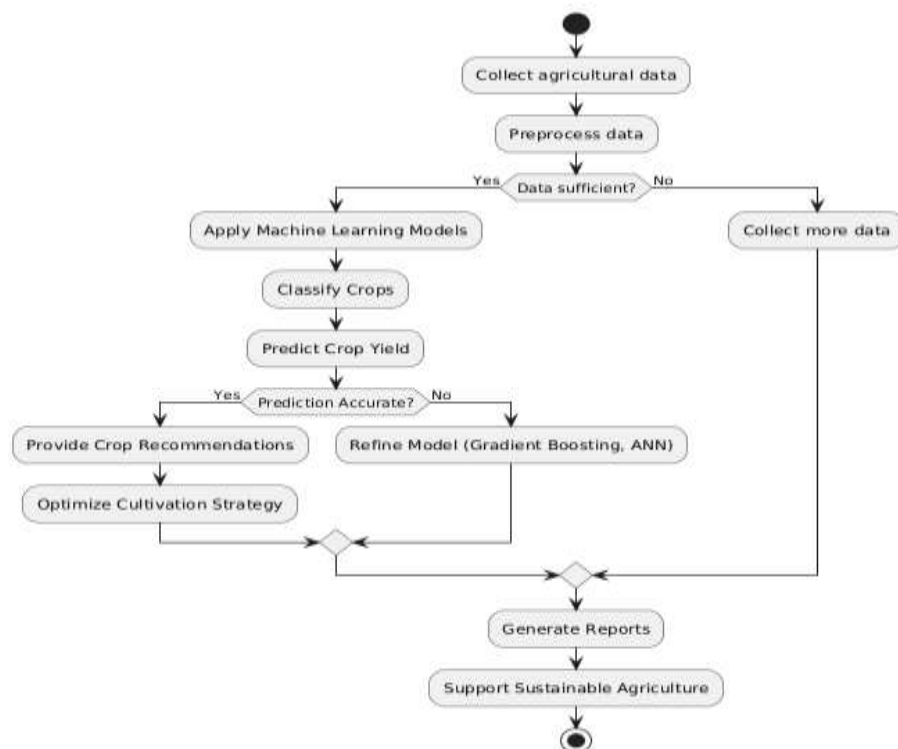 Collect agricultural data
Preprocess data
Yes
Data sufficient?
No
Apply Machine Learning Models
Collect more data
Classify Crops
Predict Crop Yield
Yes
Prediction Accurate?
No
Provide Crop Recommendations
Refine Model (Gradient Boosting, ANN)
Optimize Cultivation Strategy
Generate Reports
Support Sustainable Agriculture